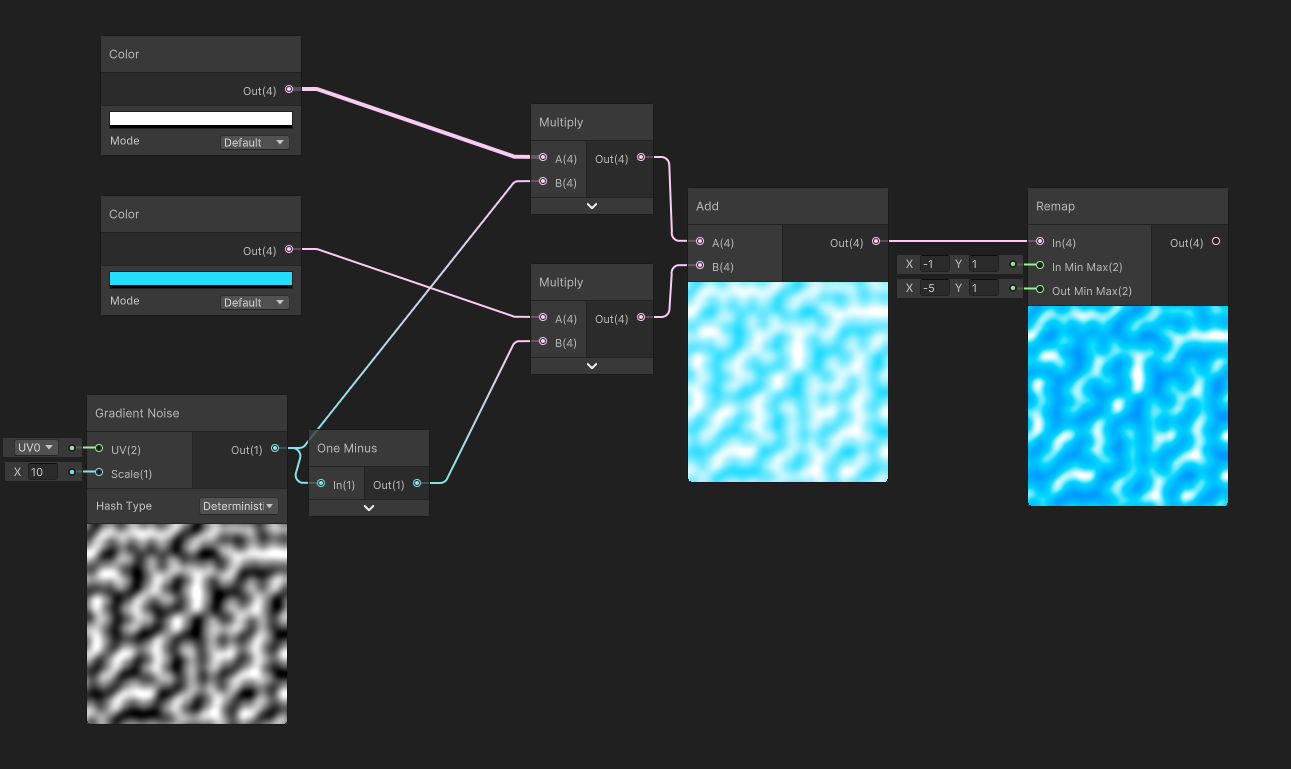 Color
Out(4)
Mode
Default
Color
Out(4)
Mode
Default
Gradient Noise
UV0
UV(2)
Out(1)
X 10
Scale(1)
Hash Type
Deterministi
One Minus
In(1)
Out(1)
Multiply
A(4)
Out(4)
B(4)
Multiply
A(4)
Out(4)
B(4)
Add
A(4)
Out(4)
B(4)
Remap
In(4)
Out(4)
X -1 Y 1
In Min Max(2)
X -5 Y 1
Out Min Max(2)